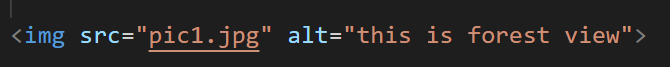 <img src="pic1.jpg" alt="this is forest view">